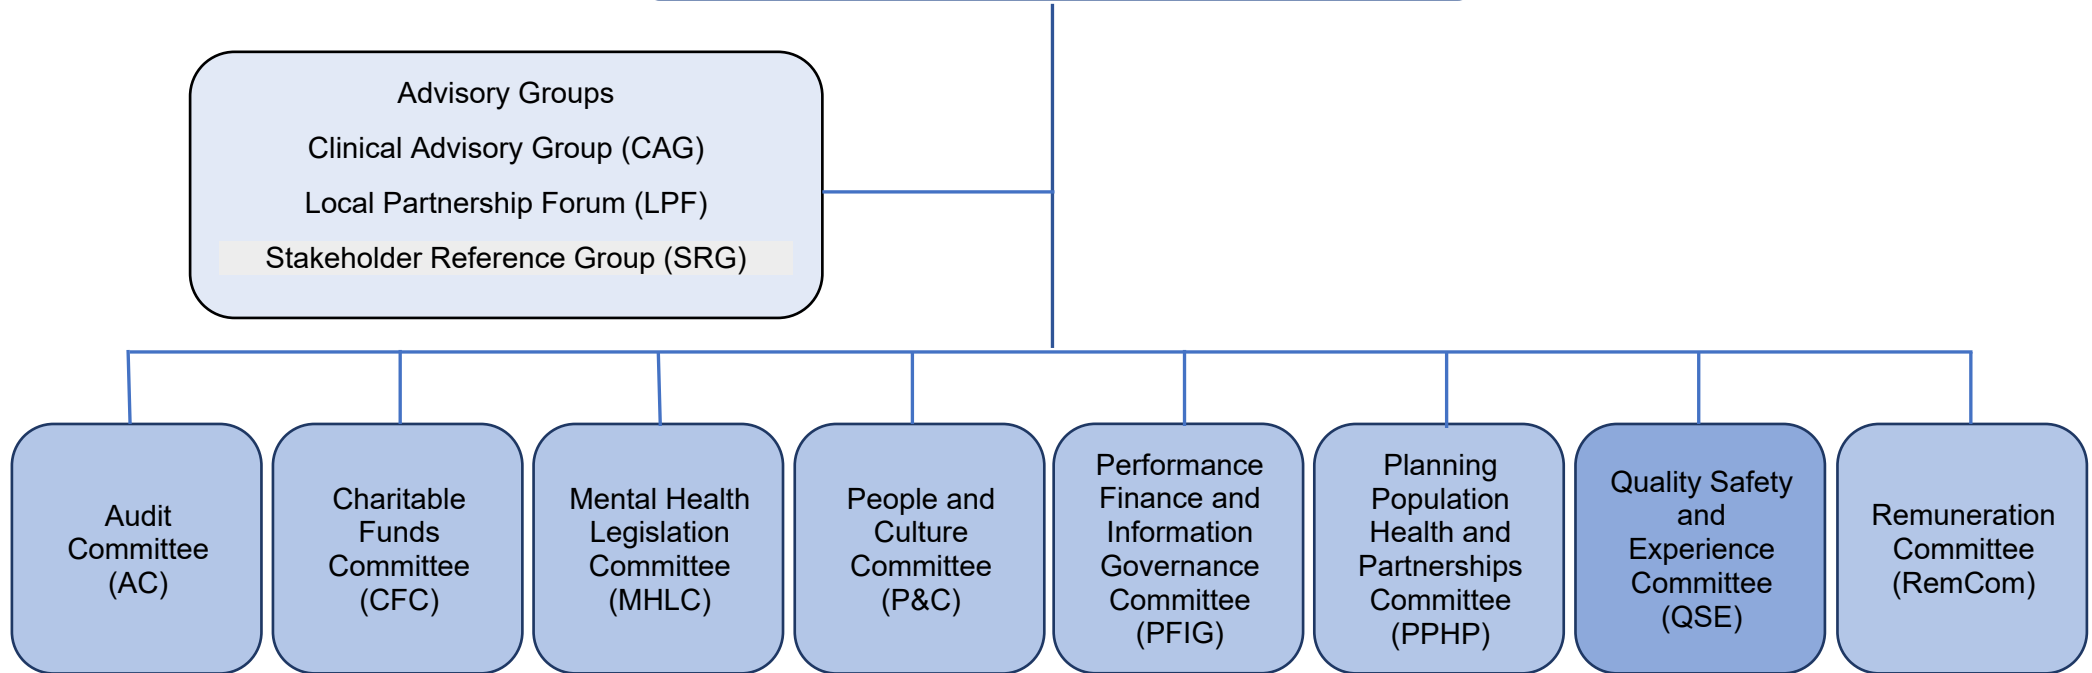 Advisory Groups
Clinical Advisory Group (CAG)
Local Partnership Forum (LPF)
Stakeholder Reference Group (SRG)
Audit
Committee
(AC)
Charitable
Funds
Committee
(CFC)
Mental Health
Legislation
Committee
(MHLC)
People and
Culture
Committee
(P&C)
Performance
Finance and
Information
Governance
Committee
(PFIG)
Planning
Population
Health and
Partnerships
Committee
(PPHP)
Quality Safety
and
Experience
Committee
(QSE)
Remuneration
Committee
(RemCom)